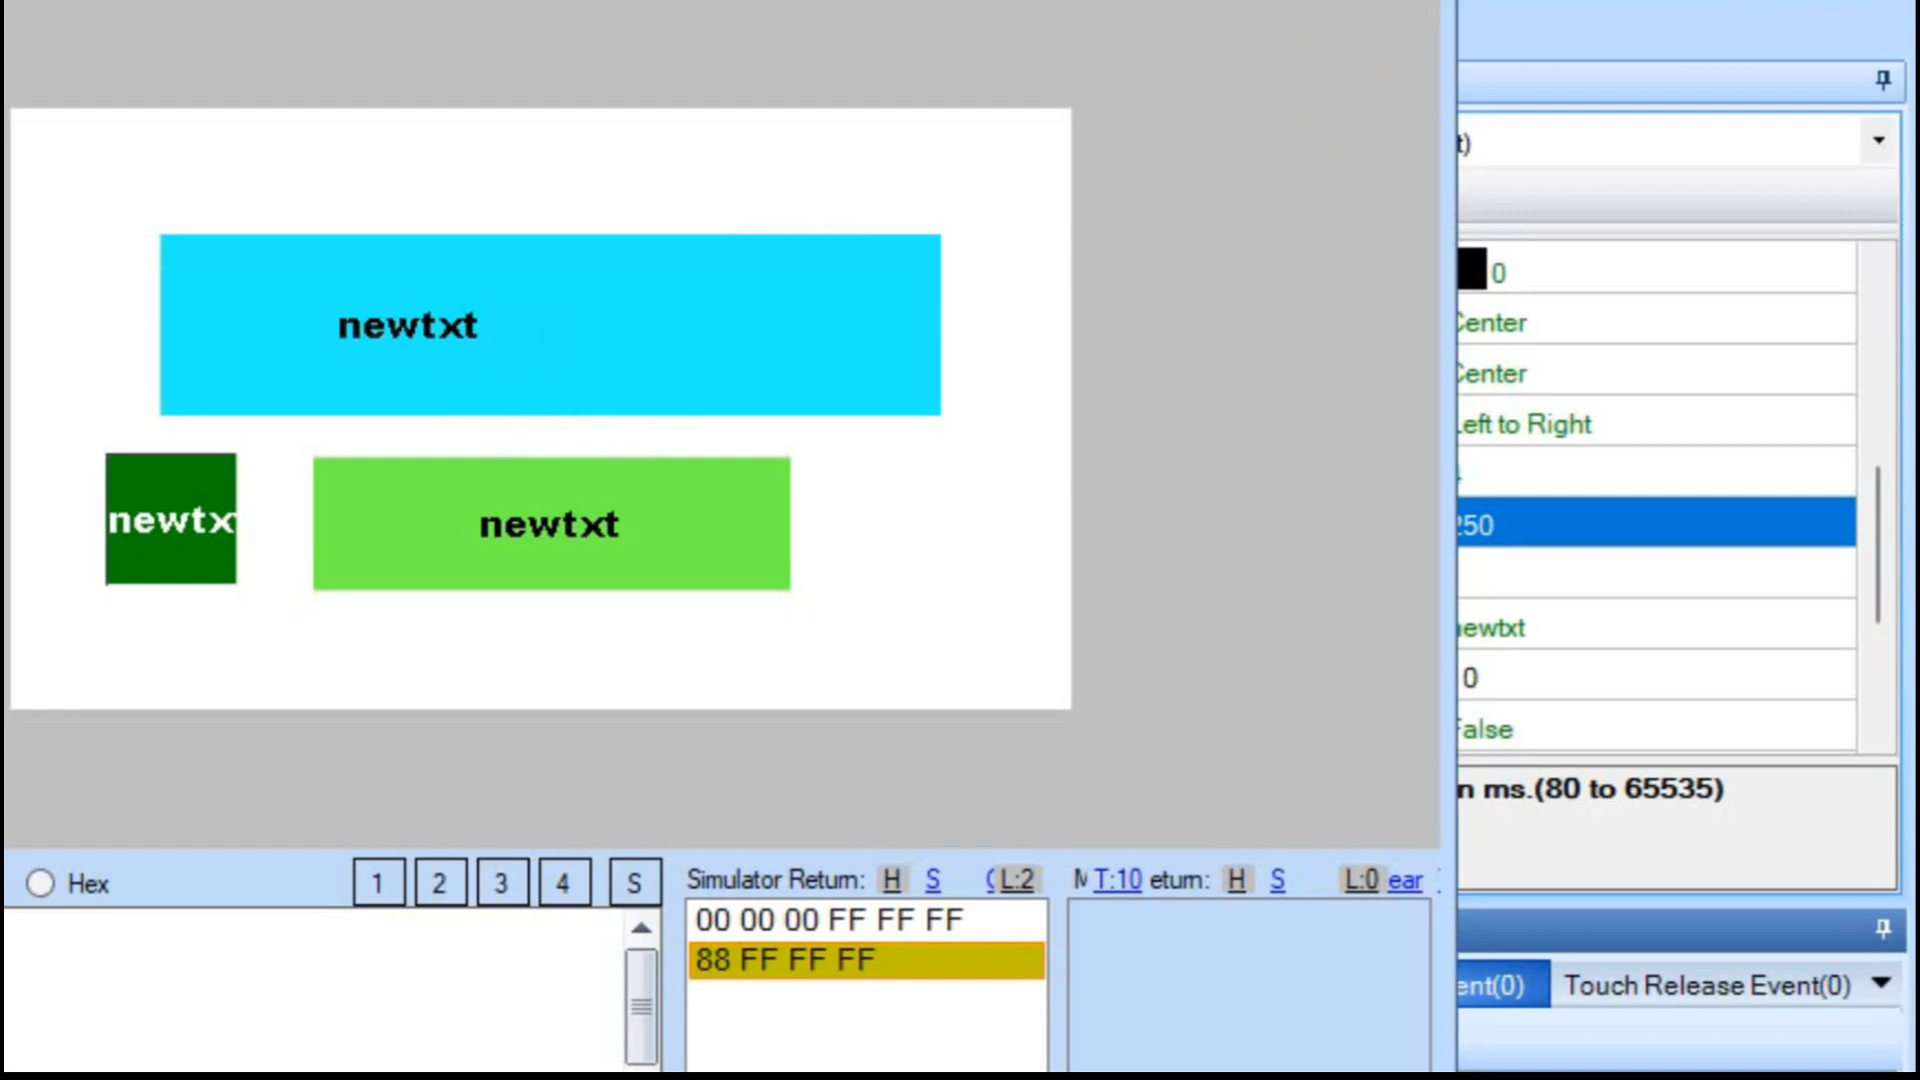 newtxt
newtx
newtxt
t)
0
Center
Center
Left to Right
250
newtxt
0
False
n ms.(80 to 65535)
Hex 1 2 3 4 S
Simulator Return: H S L:2
M T:10 eturn: H S L:0 ear
00 00 00 FF FF FF
88 FF FF FF
ent(0) Touch Release Event(0)